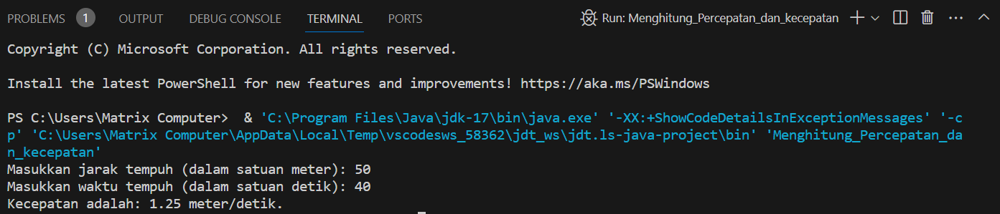 PROBLEMS 1 OUTPUT DEBUG CONSOLE TERMINAL PORTS Run: Menghitung_Percepatan_dan_kecepatan
Copyright (C) Microsoft Corporation. All rights reserved.
Install the latest PowerShell for new features and improvements! https://aka.ms/PSWindows
PS C:\Users\Matrix Computer>  & 'C:\Program Files\Java\jdk-17\bin\java.exe' '-XX:+ShowCodeDetailsInExceptionMessages' '-c
p' 'C:\Users\Matrix Computer\AppData\Local\Temp\vscodesws_58362\jdt_ws\jdt.ls-java-project\bin' 'Menghitung_Percepatan_da
n_kecepatan'
Masukkan jarak tempuh (dalam satuan meter): 50
Masukkan waktu tempuh (dalam satuan detik): 40
Kecepatan adalah: 1.25 meter/detik.